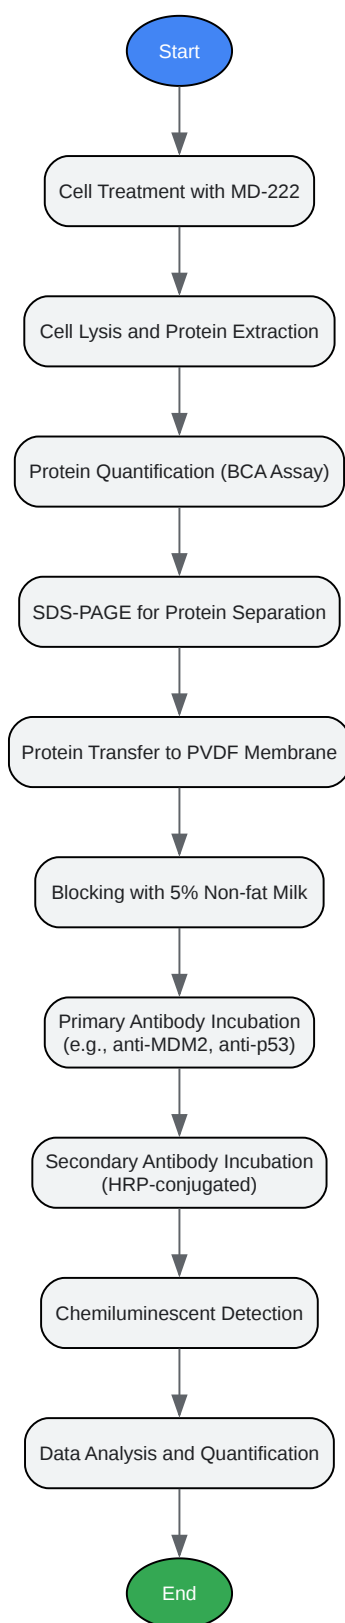 Start
Cell Treatment with MD-222
Cell Lysis and Protein Extraction
Protein Quantification (BCA Assay)
SDS-PAGE for Protein Separation
Protein Transfer to PVDF Membrane
Blocking with 5% Non-fat Milk
Primary Antibody Incubation
(e.g., anti-MDM2, anti-p53)
Secondary Antibody Incubation
(HRP-conjugated)
Chemiluminescent Detection
Data Analysis and Quantification
End